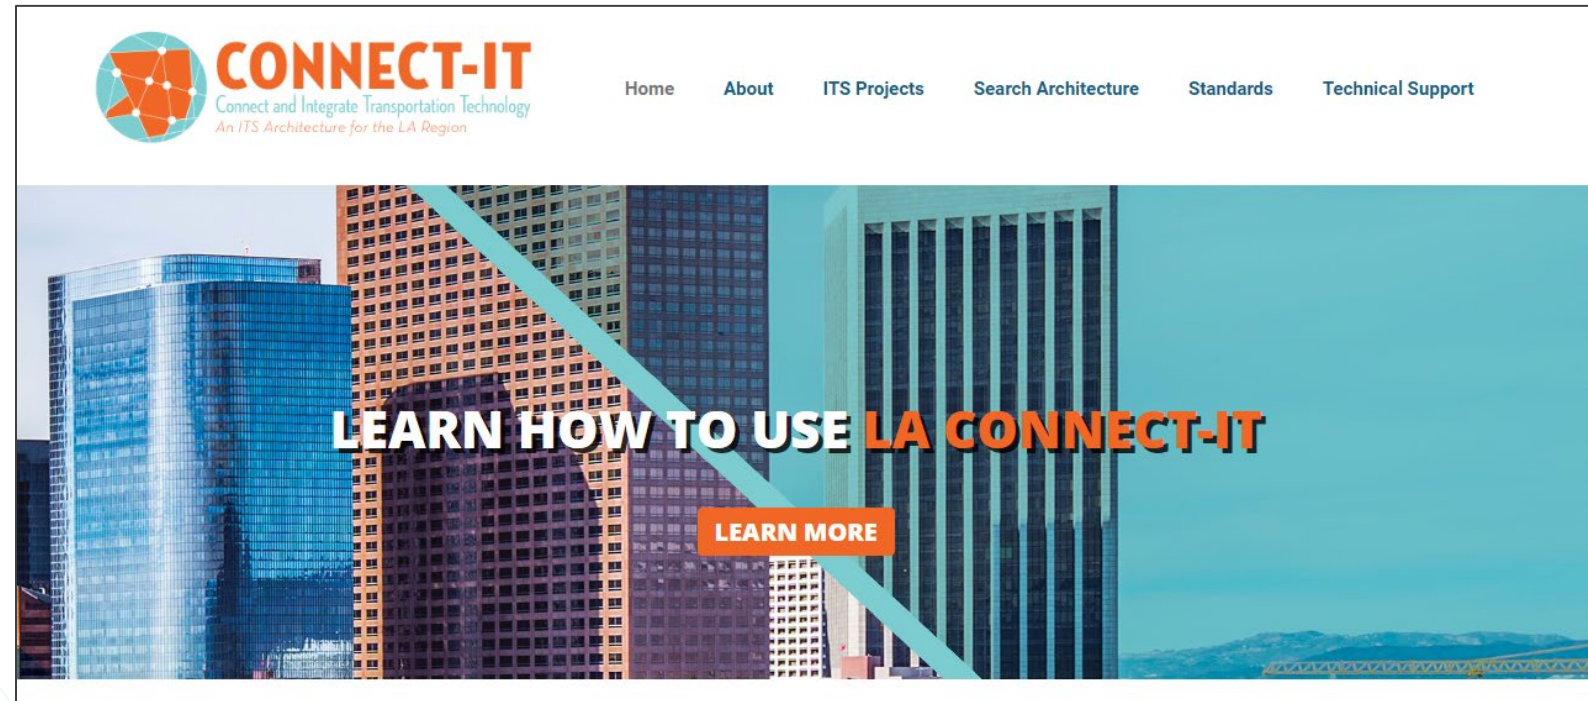 CONNECT-IT
Connect and Integrate Transportation Technology
An ITS Architecture for the LA Region
Home About ITS Projects Search Architecture Standards Technical Support
LEARN HOW TO USE LA CONNECT-IT
LEARN MORE